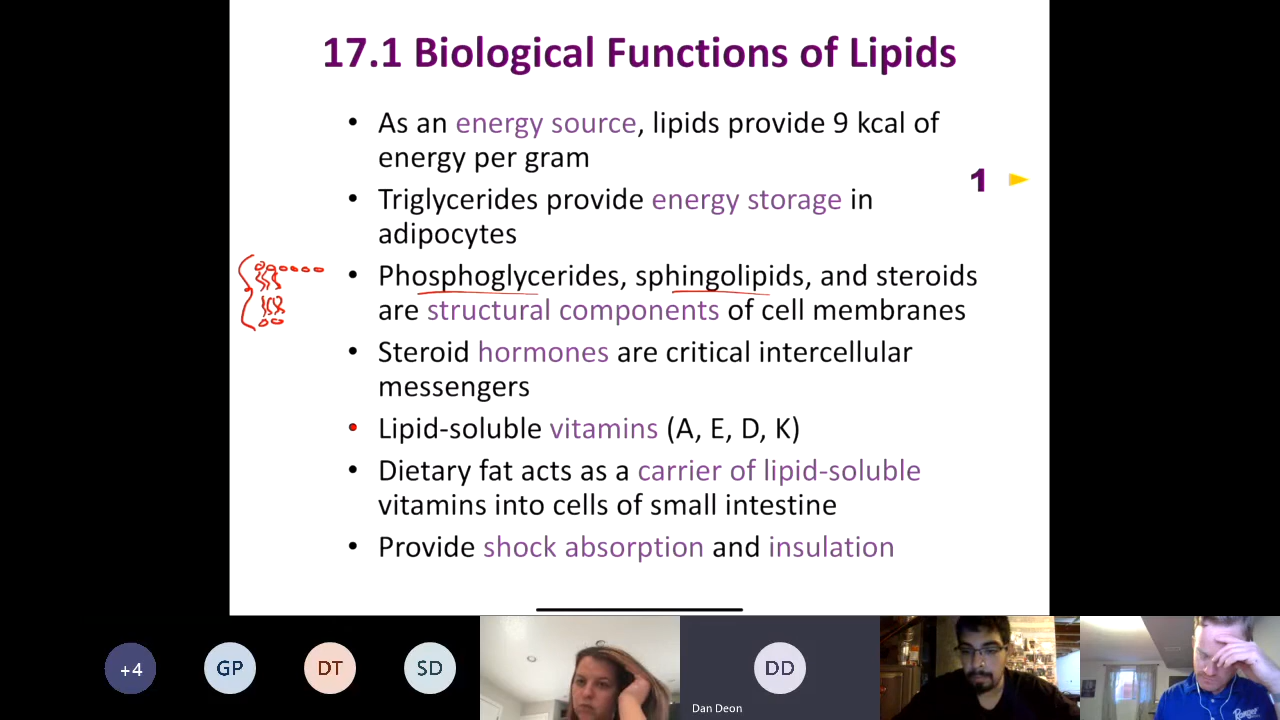 17.1 Biological Functions of Lipids
• As an energy source, lipids provide 9 kcal of
energy per gram
1
• Triglycerides provide energy storage in
adipocytes
• Phosphoglycerides, sphingolipids, and steroids
are structural components of cell membranes
• Steroid hormones are critical intercellular
messengers
• Lipid-soluble vitamins (A, E, D, K)
• Dietary fat acts as a carrier of lipid-soluble
vitamins into cells of small intestine
• Provide shock absorption and insulation
+4
GP
DT
SD
DD
Dan Deon